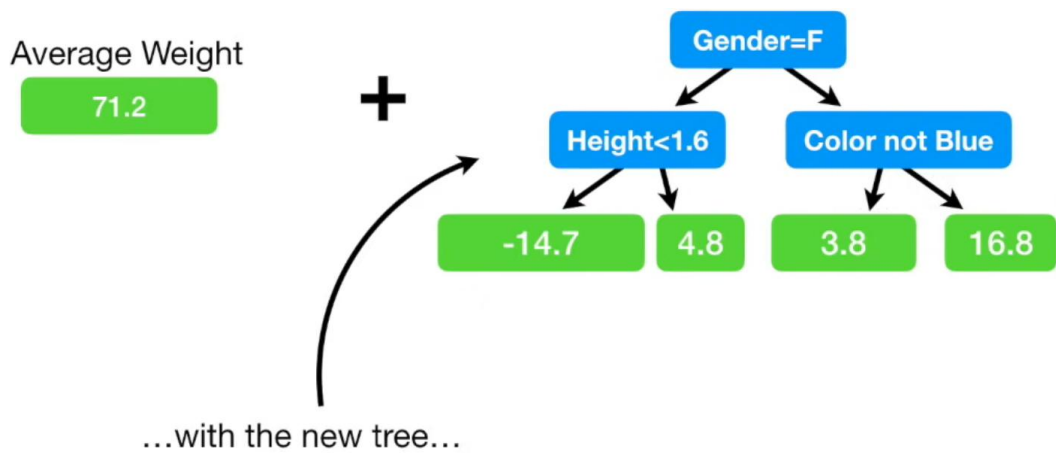 Average Weight
71.2
+
Gender=F
Height<1.6
Color not Blue
-14.7
4.8
3.8
16.8
…with the new tree…